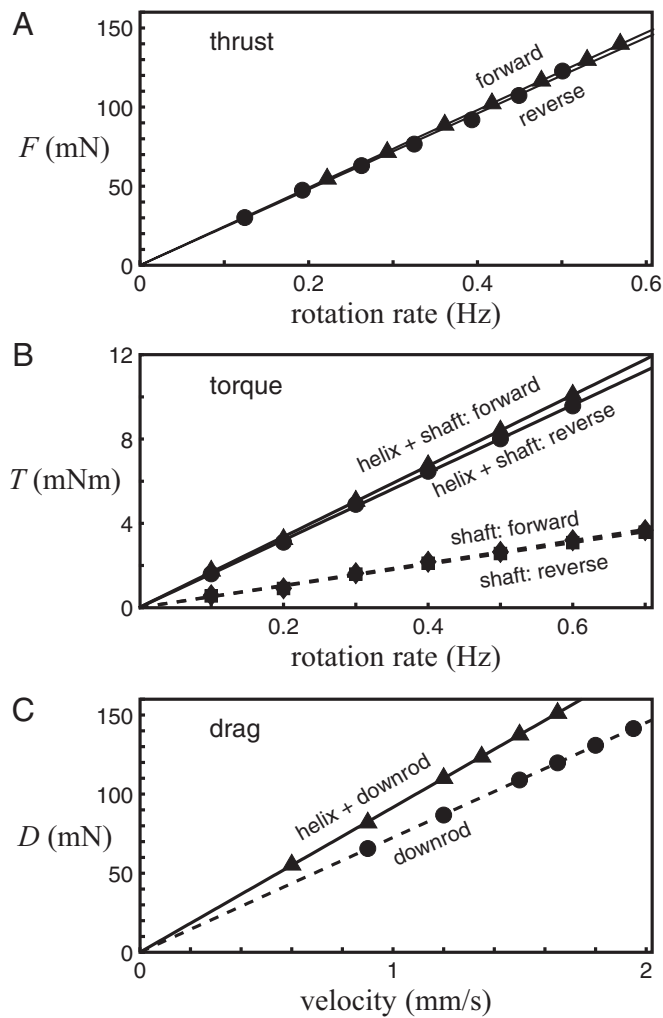 A
thrust
F (mN)
150
100
50
0
forward
reverse
0
0.2
0.4
0.6
rotation rate (Hz)
B
torque
T (mNm)
12
8
4
0
helix + shaft: forward
helix + shaft: reverse
shaft: forward
shaft: reverse
0.2
0.4
0.6
rotation rate (Hz)
C
drag
D (mN)
150
100
50
0
helix + downrod
downrod
0
1
2
velocity (mm/s)